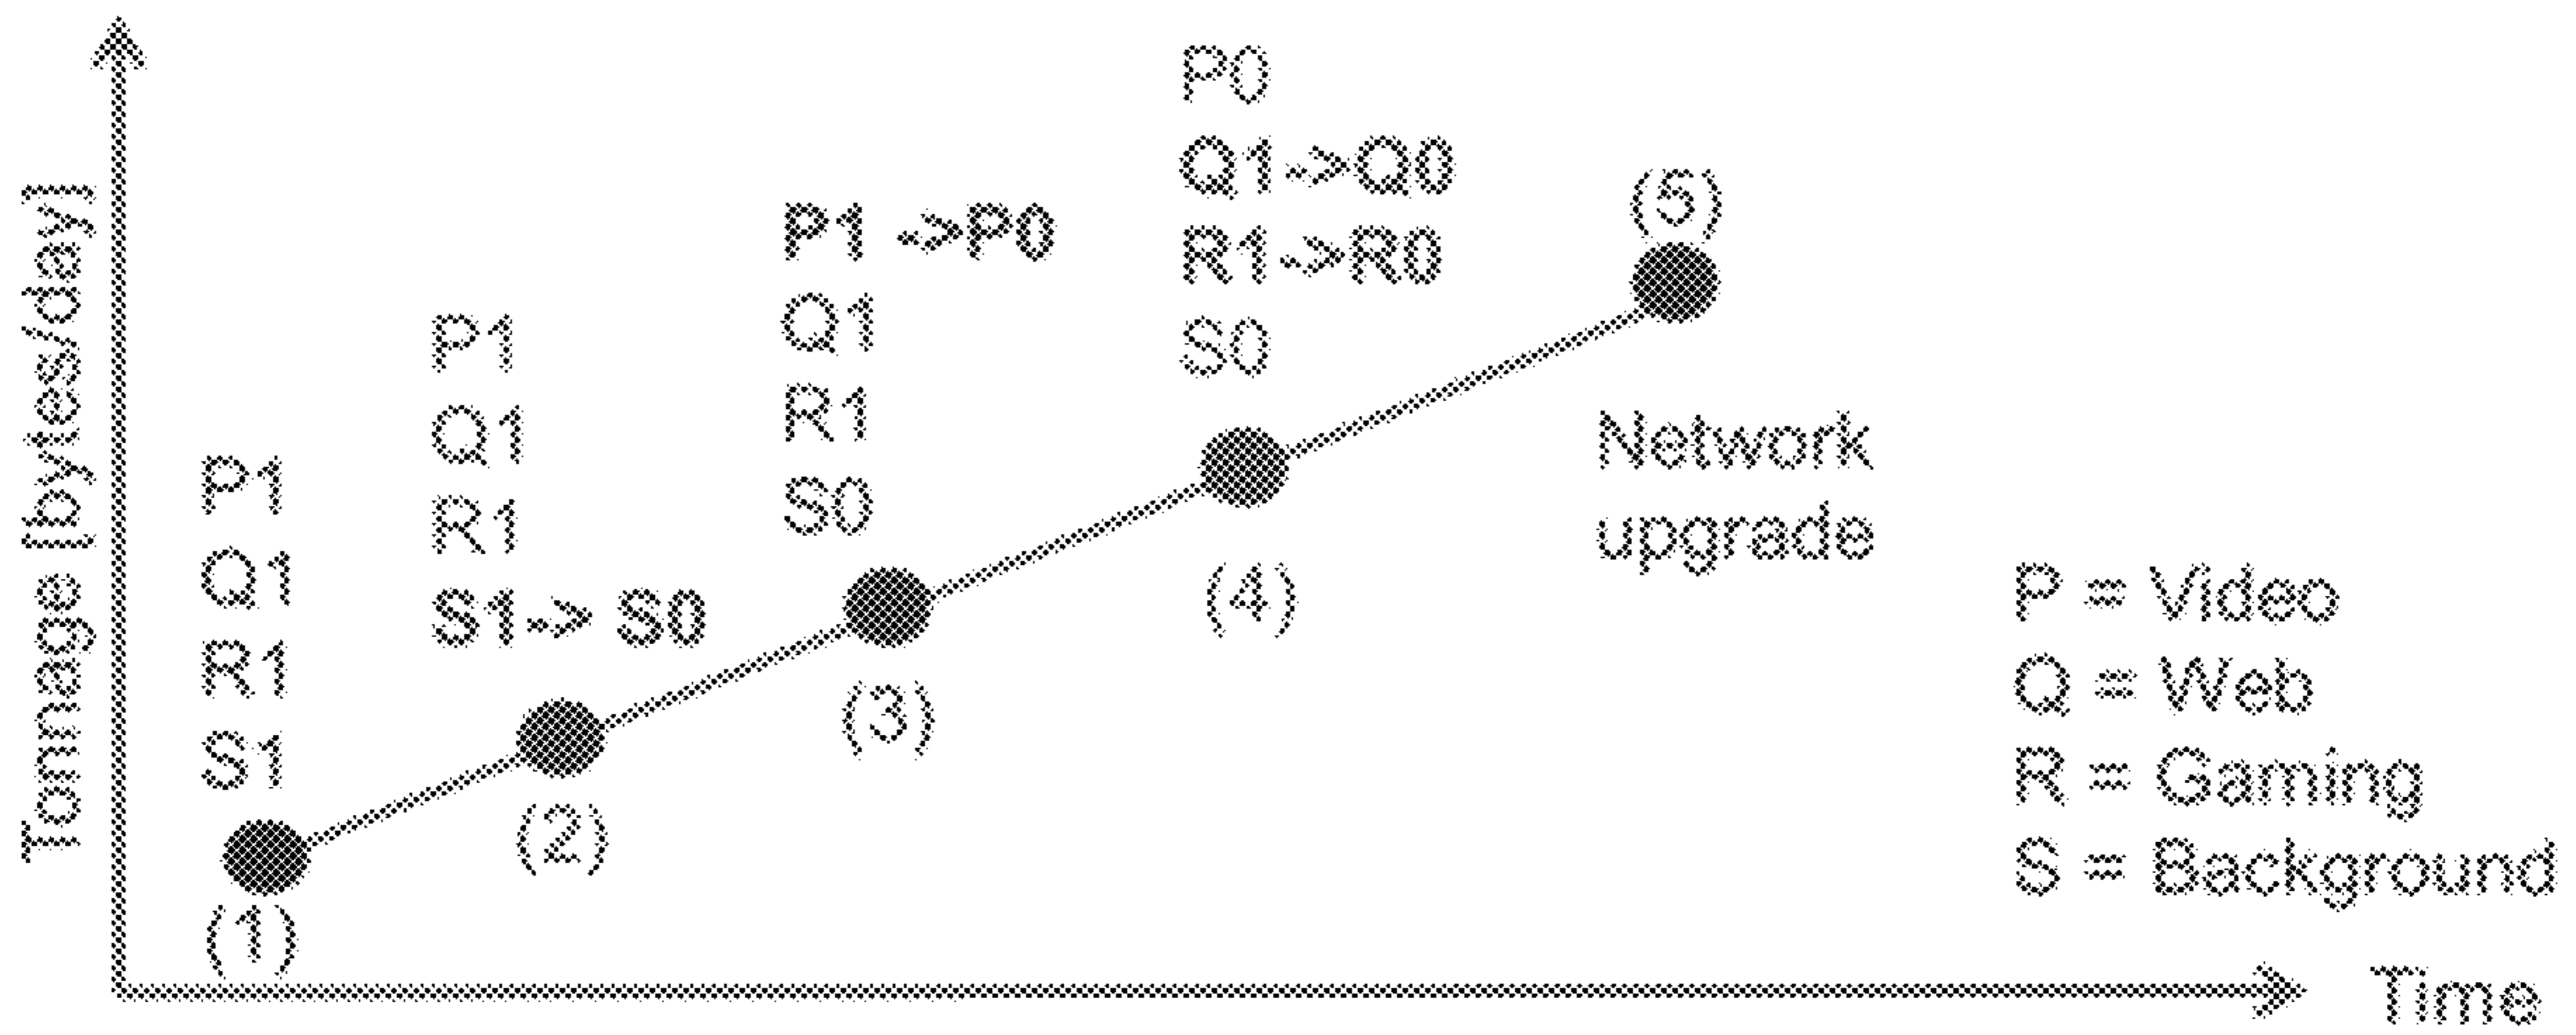 Tonnage [bytes/day]
P1
Q1
R1
S1
(1)
P1
Q1
R1
S1-> S0
(2)
P1 ->P0
Q1
R1
S0
(3)
P0
Q1->Q0
R1->R0
S0
(4)
(5)
Network
upgrade
P = Video
Q = Web
R = Gaming
S = Background
Time